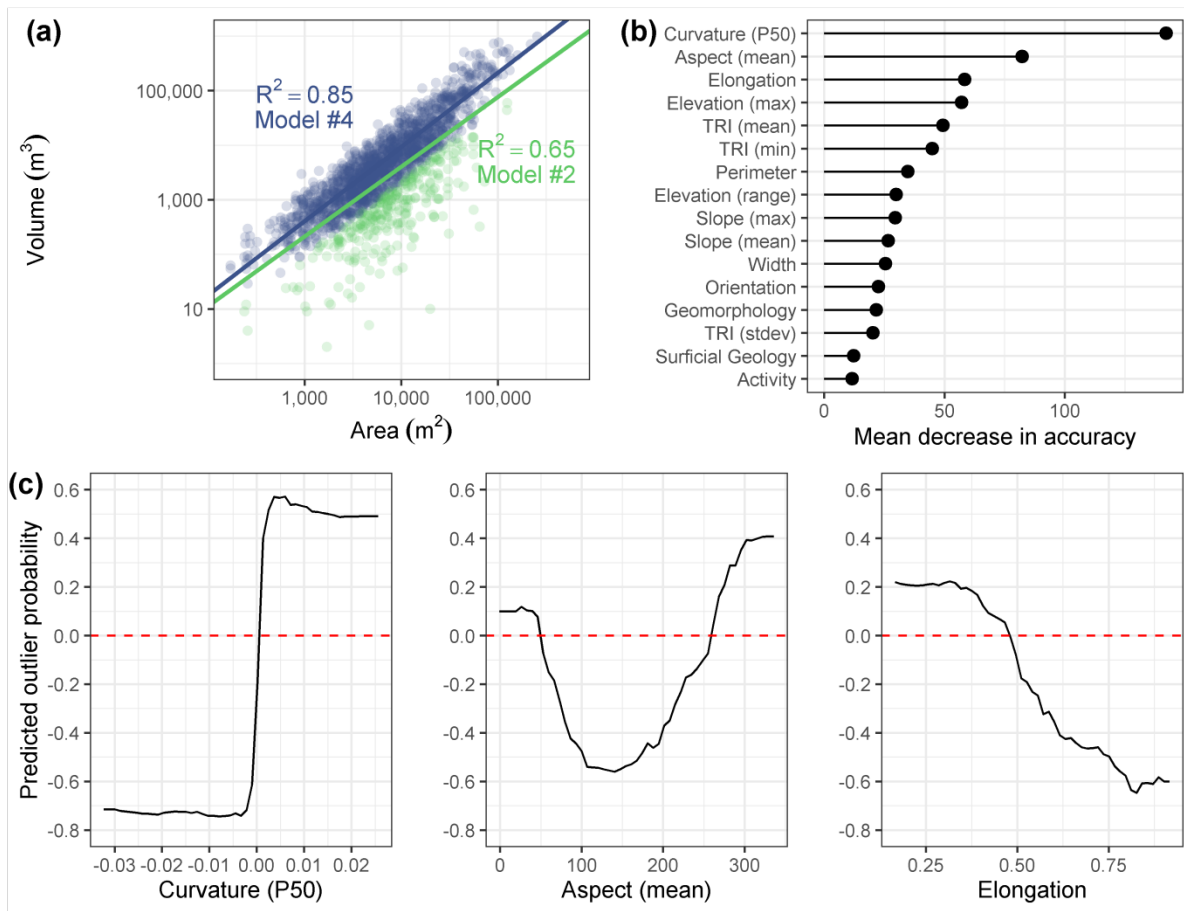 (a)
R² = 0.85
Model #4
R² = 0.65
Model #2
100,000
1,000
10
1,000
10,000
100,000
Volume (m³)
Area (m²)
(b)
Curvature (P50)
Aspect (mean)
Elongation
Elevation (max)
TRI (mean)
TRI (min)
Perimeter
Elevation (range)
Slope (max)
Slope (mean)
Width
Orientation
Geomorphology
TRI (stdev)
Surficial Geology
Activity
0
50
100
Mean decrease in accuracy
(c)
Predicted outlier probability
0.6
0.4
0.2
0.0
-0.2
-0.4
-0.6
-0.8
-0.03
-0.02
-0.01
0.00
0.01
0.02
Curvature (P50)
0.6
0.4
0.2
0.0
-0.2
-0.4
-0.6
-0.8
0
100
200
300
Aspect (mean)
0.6
0.4
0.2
0.0
-0.2
-0.4
-0.6
-0.8
0.25
0.50
0.75
Elongation